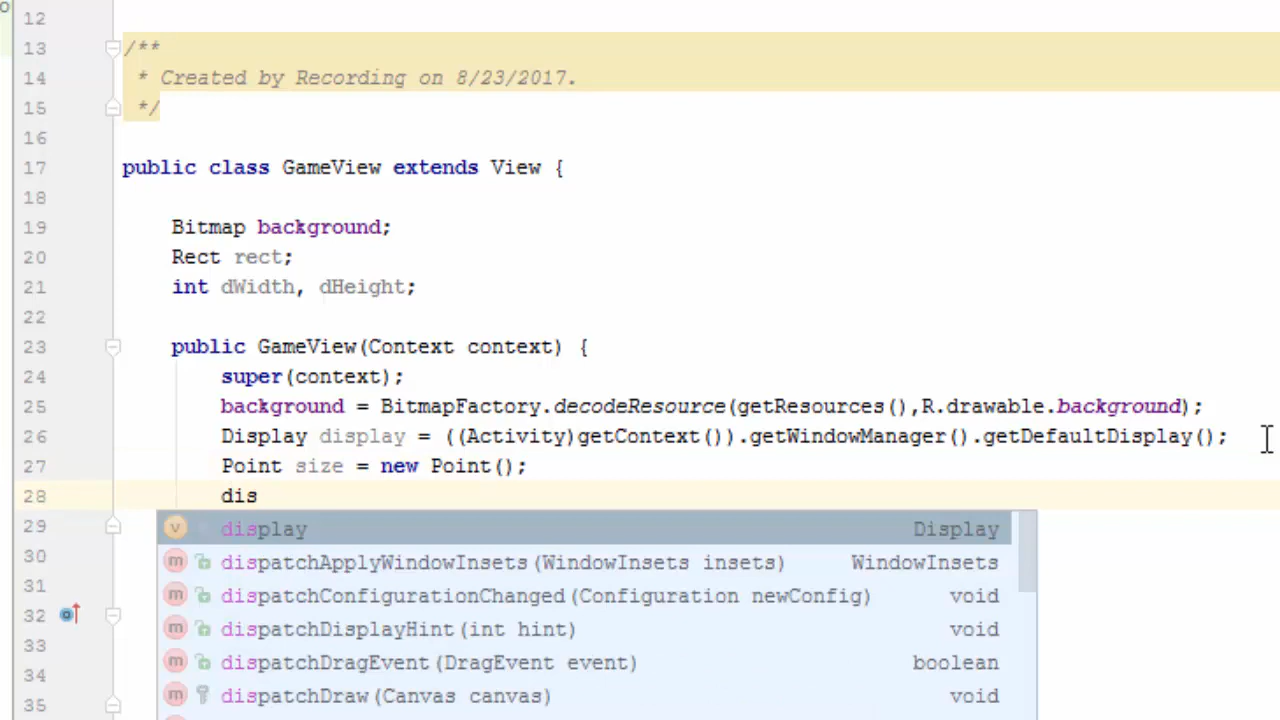 12
13 /**
14 * Created by Recording on 8/23/2017.
15 */
16
17 public class GameView extends View {
18
19 Bitmap background;
20 Rect rect;
21 int dWidth, dHeight;
22
23 public GameView(Context context) {
24 super(context);
25 background = BitmapFactory.decodeResource(getResources(),R.drawable.background);
26 Display display = ((Activity)getContext()).getWindowManager().getDefaultDisplay();
27 Point size = new Point();
28 dis
29 v display Display
30 m dispatchApplyWindowInsets(WindowInsets insets) WindowInsets
31 m dispatchConfigurationChanged(Configuration newConfig) void
32 m dispatchDisplayHint(int hint) void
33 m dispatchDragEvent(DragEvent event) boolean
34 m dispatchDraw(Canvas canvas) void
35